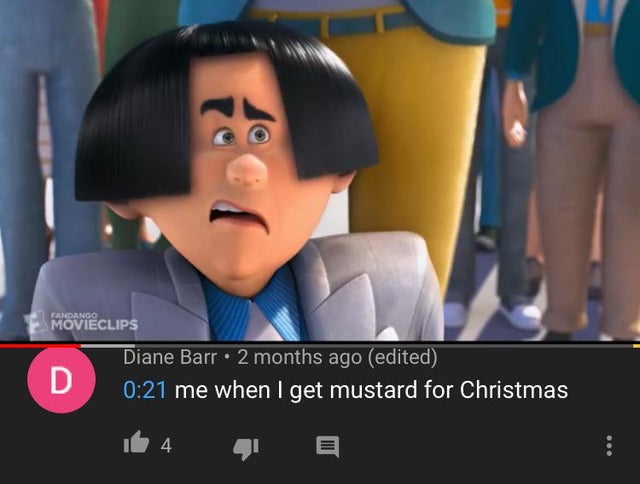 FANDANGO
MOVIECLIPS
Diane Barr • 2 months ago (edited)
D
0:21 me when I get mustard for Christmas
4